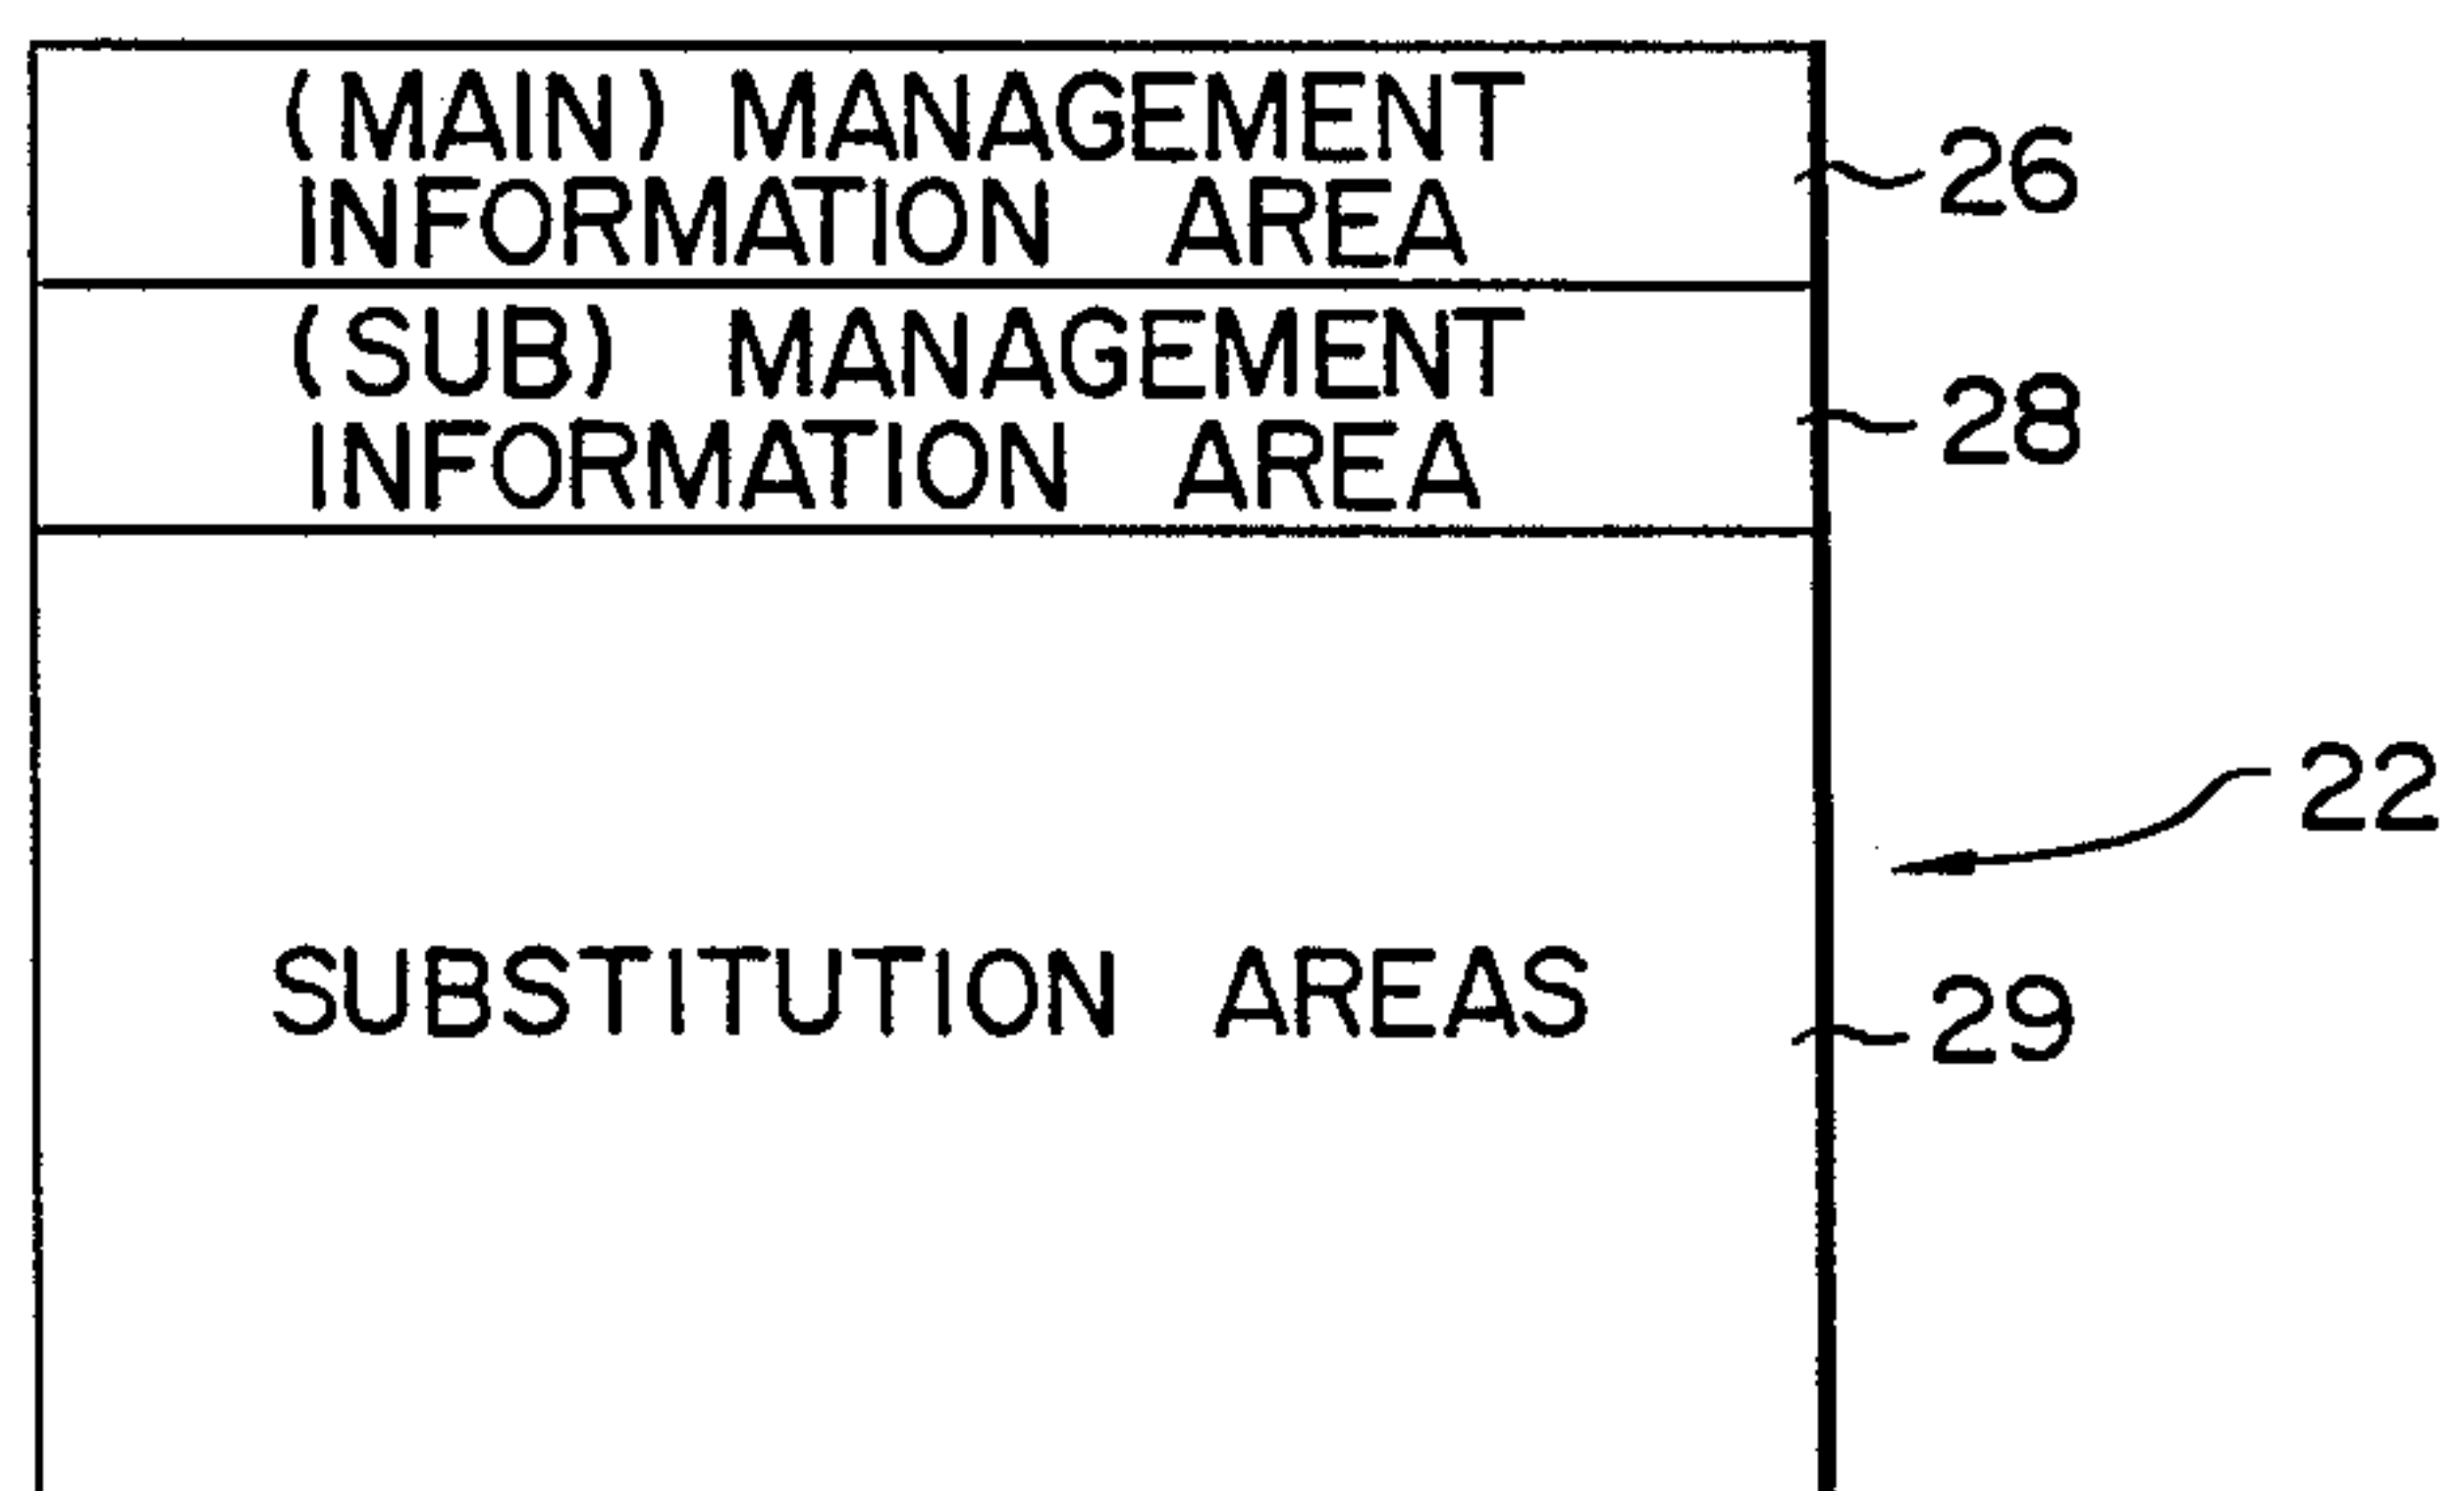 (MAIN) MANAGEMENT
INFORMATION AREA
26
(SUB) MANAGEMENT
INFORMATION AREA
28
22
SUBSTITUTION AREAS
29